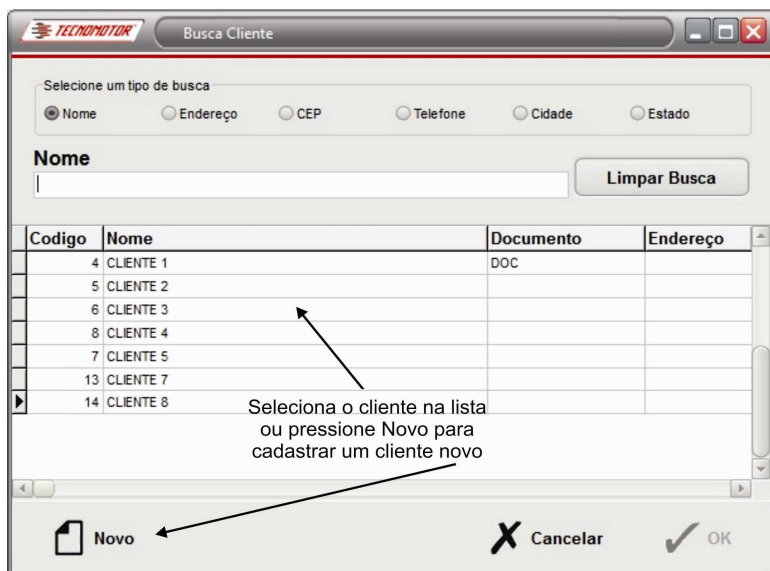 TECNOMOTOR Busca Cliente
Selecione um tipo de busca
Nome Endereço CEP Telefone Cidade Estado
Nome
Limpar Busca
Codigo Nome Documento Endereço
4 CLIENTE 1 DOC
5 CLIENTE 2
6 CLIENTE 3
8 CLIENTE 4
7 CLIENTE 5
13 CLIENTE 7
14 CLIENTE 8
Seleciona o cliente na lista
ou pressione Novo para
cadastrar um cliente novo
Novo Cancelar OK